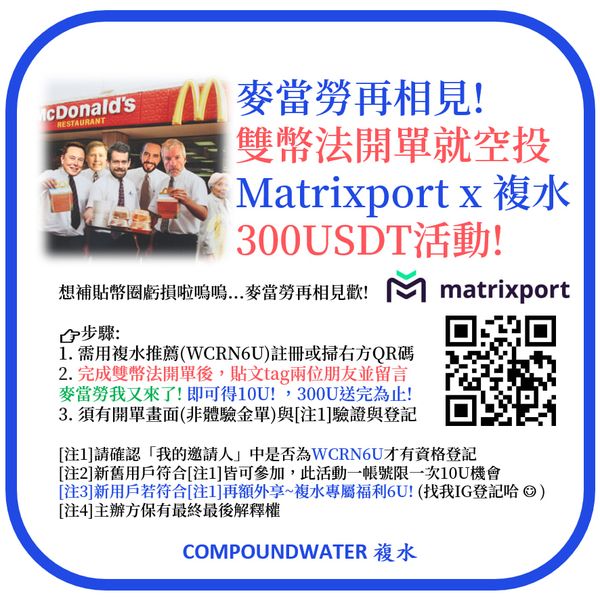 McDonald's
RESTAURANT
麥當勞再相見!
雙幣法開單就空投
Matrixport x 複水
300USDT活動!
想補貼幣圈虧損啦嗚嗚...麥當勞再相見歡!
matrixport
👉步驟:
1. 需用複水推薦(WCRN6U)註冊或掃右方QR碼
2. 完成雙幣法開單後，貼文tag兩位朋友並留言
麥當勞我又來了! 即可得10U! ，300U送完為止!
3. 須有開單畫面(非體驗金單)與[注1]驗證與登記
[注1]請確認「我的邀請人」中是否為WCRN6U才有資格登記
[注2]新舊用戶符合[注1]皆可參加，此活動一帳號限一次10U機會
[注3]新用戶若符合[注1]再額外享~複水專屬福利6U! (找我IG登記哈☺)
[注4]主辦方保有最終最後解釋權
COMPOUNDWATER 複水